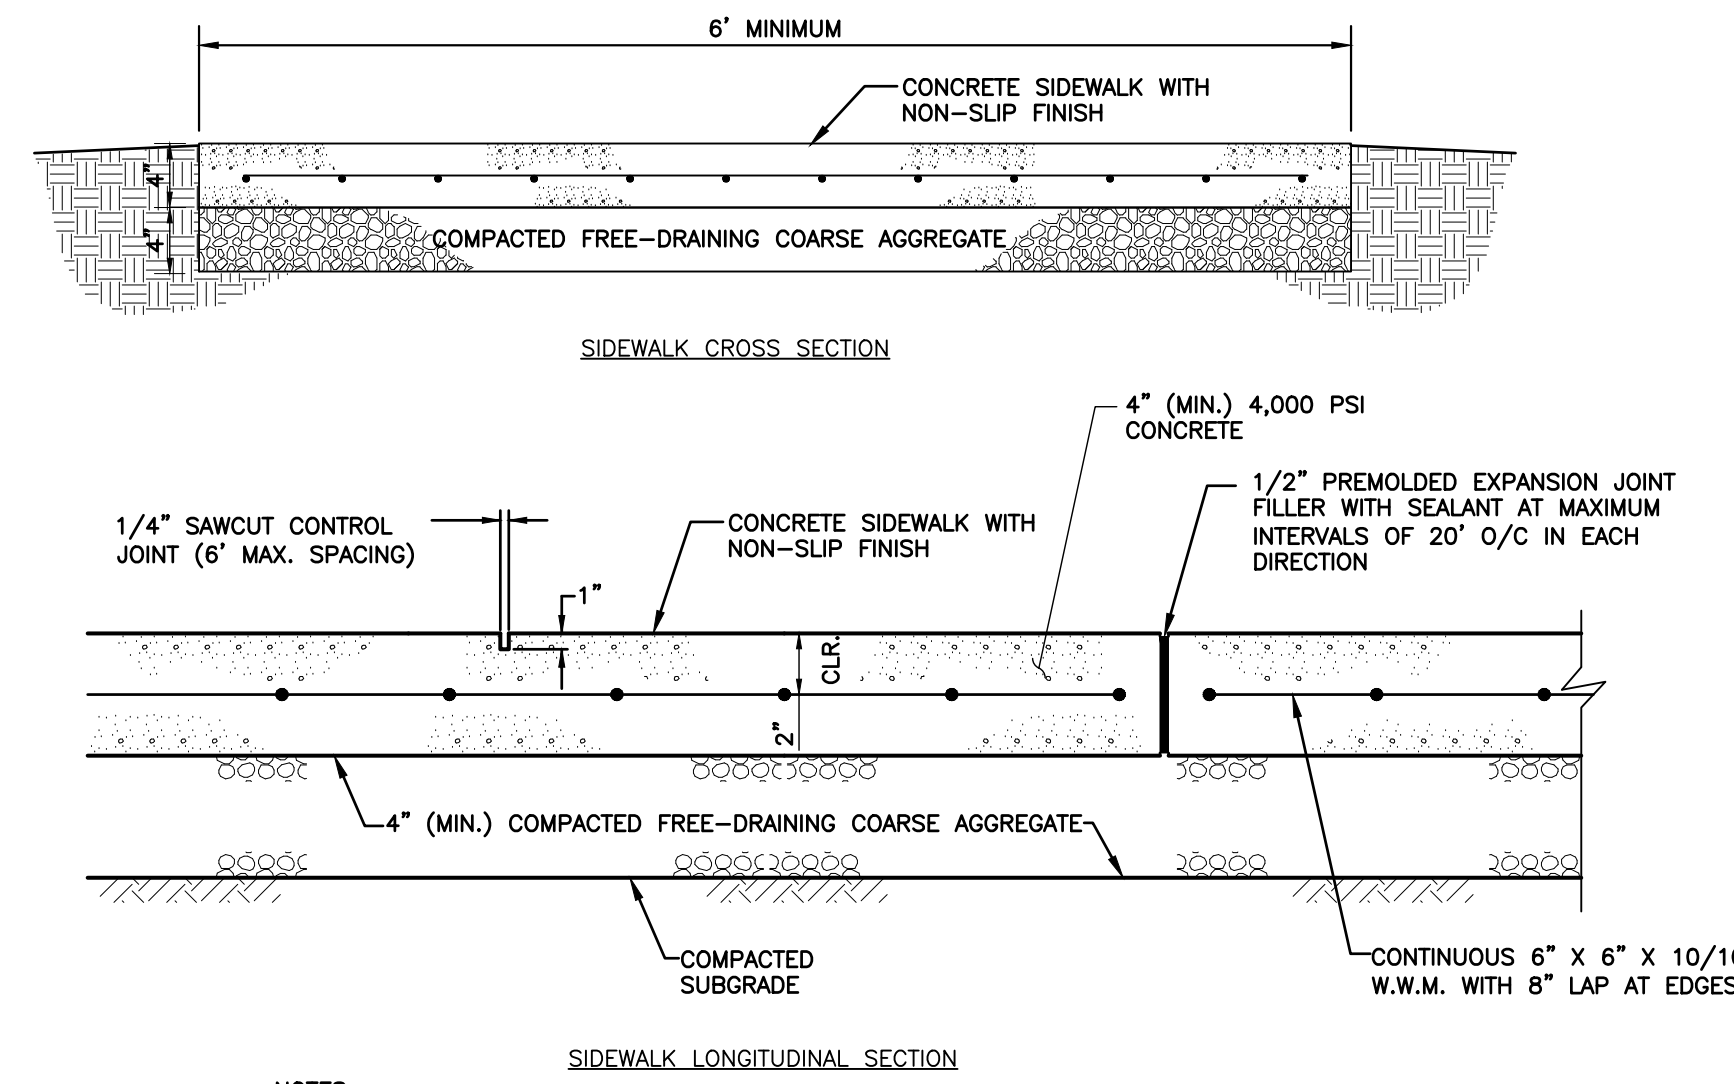 6' MINIMUM
CONCRETE SIDEWALK WITH
NON-SLIP FINISH
4"
4"
COMPACTED FREE-DRAINING COARSE AGGREGATE
SIDEWALK CROSS SECTION
4" (MIN.) 4,000 PSI
CONCRETE
1/2" PREMOLDED EXPANSION JOINT
FILLER WITH SEALANT AT MAXIMUM
INTERVALS OF 20' O/C IN EACH
DIRECTION
1/4" SAWCUT CONTROL
JOINT (6' MAX. SPACING)
CONCRETE SIDEWALK WITH
NON-SLIP FINISH
1"
CLR.
2"
4" (MIN.) COMPACTED FREE-DRAINING COARSE AGGREGATE
COMPACTED
SUBGRADE
CONTINUOUS 6" X 6" X
W.W.M. WITH 8" LAP AT EDGES
SIDEWALK LONGITUDINAL SECTION